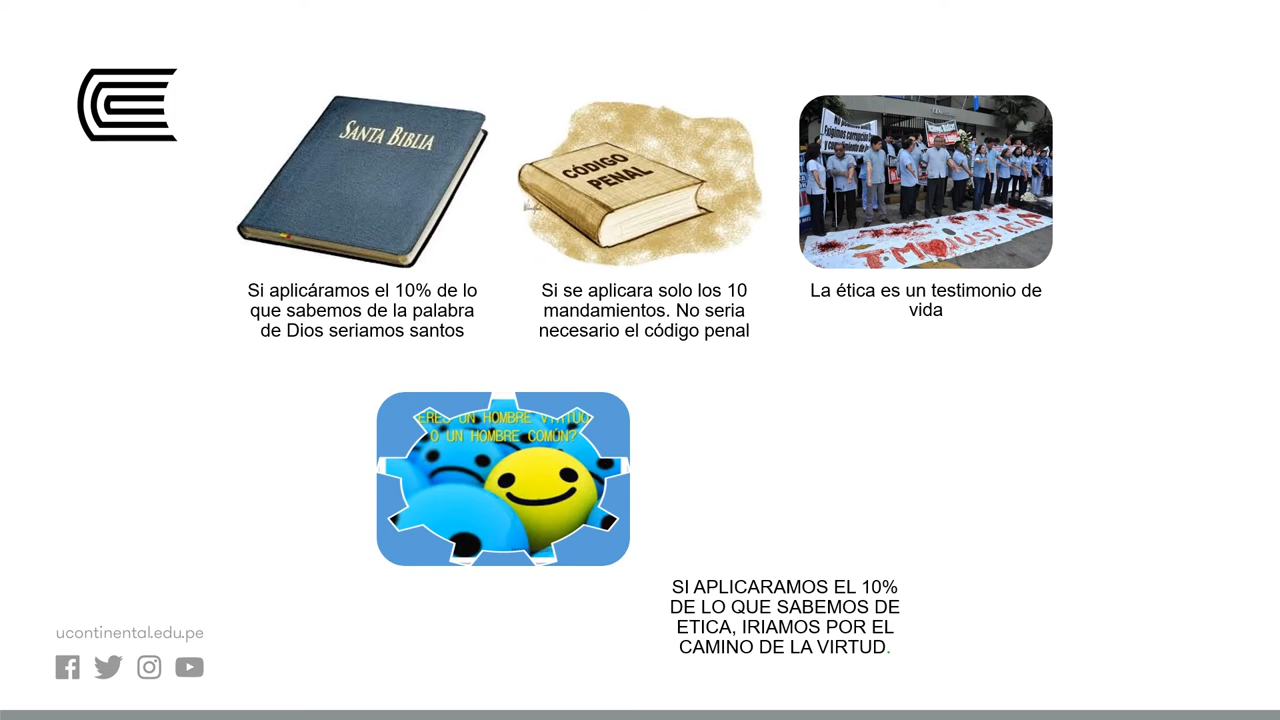 SANTA BIBLIA
CÓDIGO
PENAL
JUSTICIA
Si aplicáramos el 10% de lo
que sabemos de la palabra
de Dios seriamos santos
Si se aplicara solo los 10
mandamientos. No seria
necesario el código penal
La ética es un testimonio de
vida
ERES UN HOMBRE VIRTUO
O UN HOMBRE COMÚN?
SI APLICARAMOS EL 10%
DE LO QUE SABEMOS DE
ETICA, IRIAMOS POR EL
CAMINO DE LA VIRTUD.
ucontinental.edu.pe